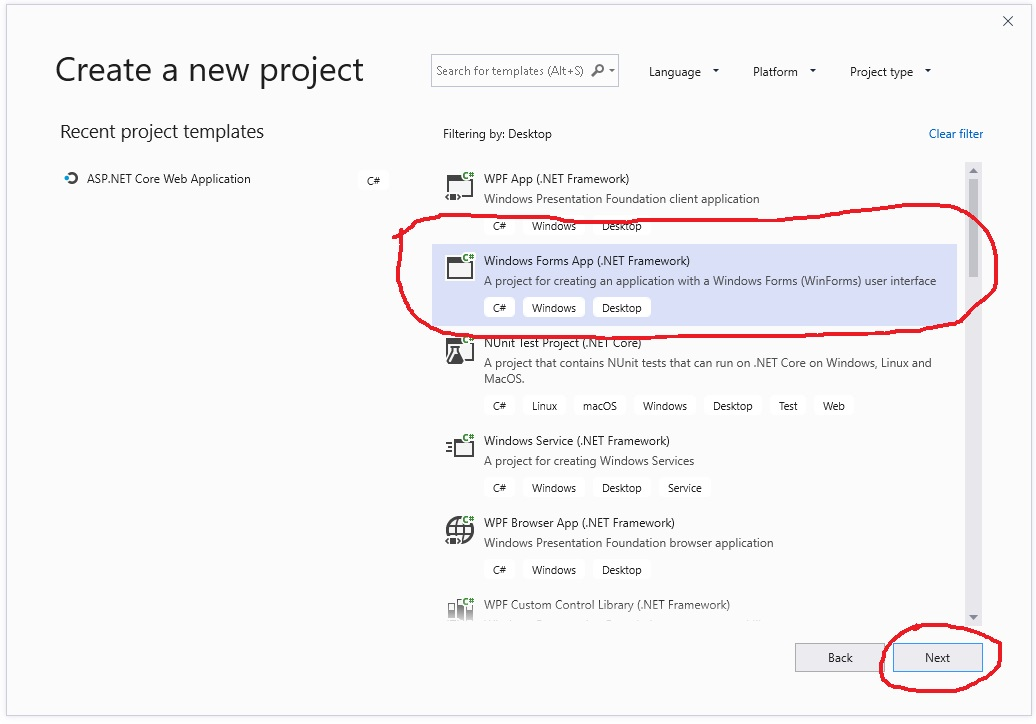 Create a new project
Search for templates (Alt+S)
Language
Platform
Project type
Recent project templates
Filtering by: Desktop
Clear filter
ASP.NET Core Web Application
C#
C#
WPF App (.NET Framework)
Windows Presentation Foundation client application
C# Windows Desktop
C#
Windows Forms App (.NET Framework)
A project for creating an application with a Windows Forms (WinForms) user interface
C# Windows Desktop
C#
NUnit Test Project (.NET Core)
A project that contains NUnit tests that can run on .NET Core on Windows, Linux and
MacOS.
C# Linux macOS Windows Desktop Test Web
C#
Windows Service (.NET Framework)
A project for creating Windows Services
C# Windows Desktop Service
C#
WPF Browser App (.NET Framework)
Windows Presentation Foundation browser application
C# Windows Desktop
C#
WPF Custom Control Library (.NET Framework)
Back
Next